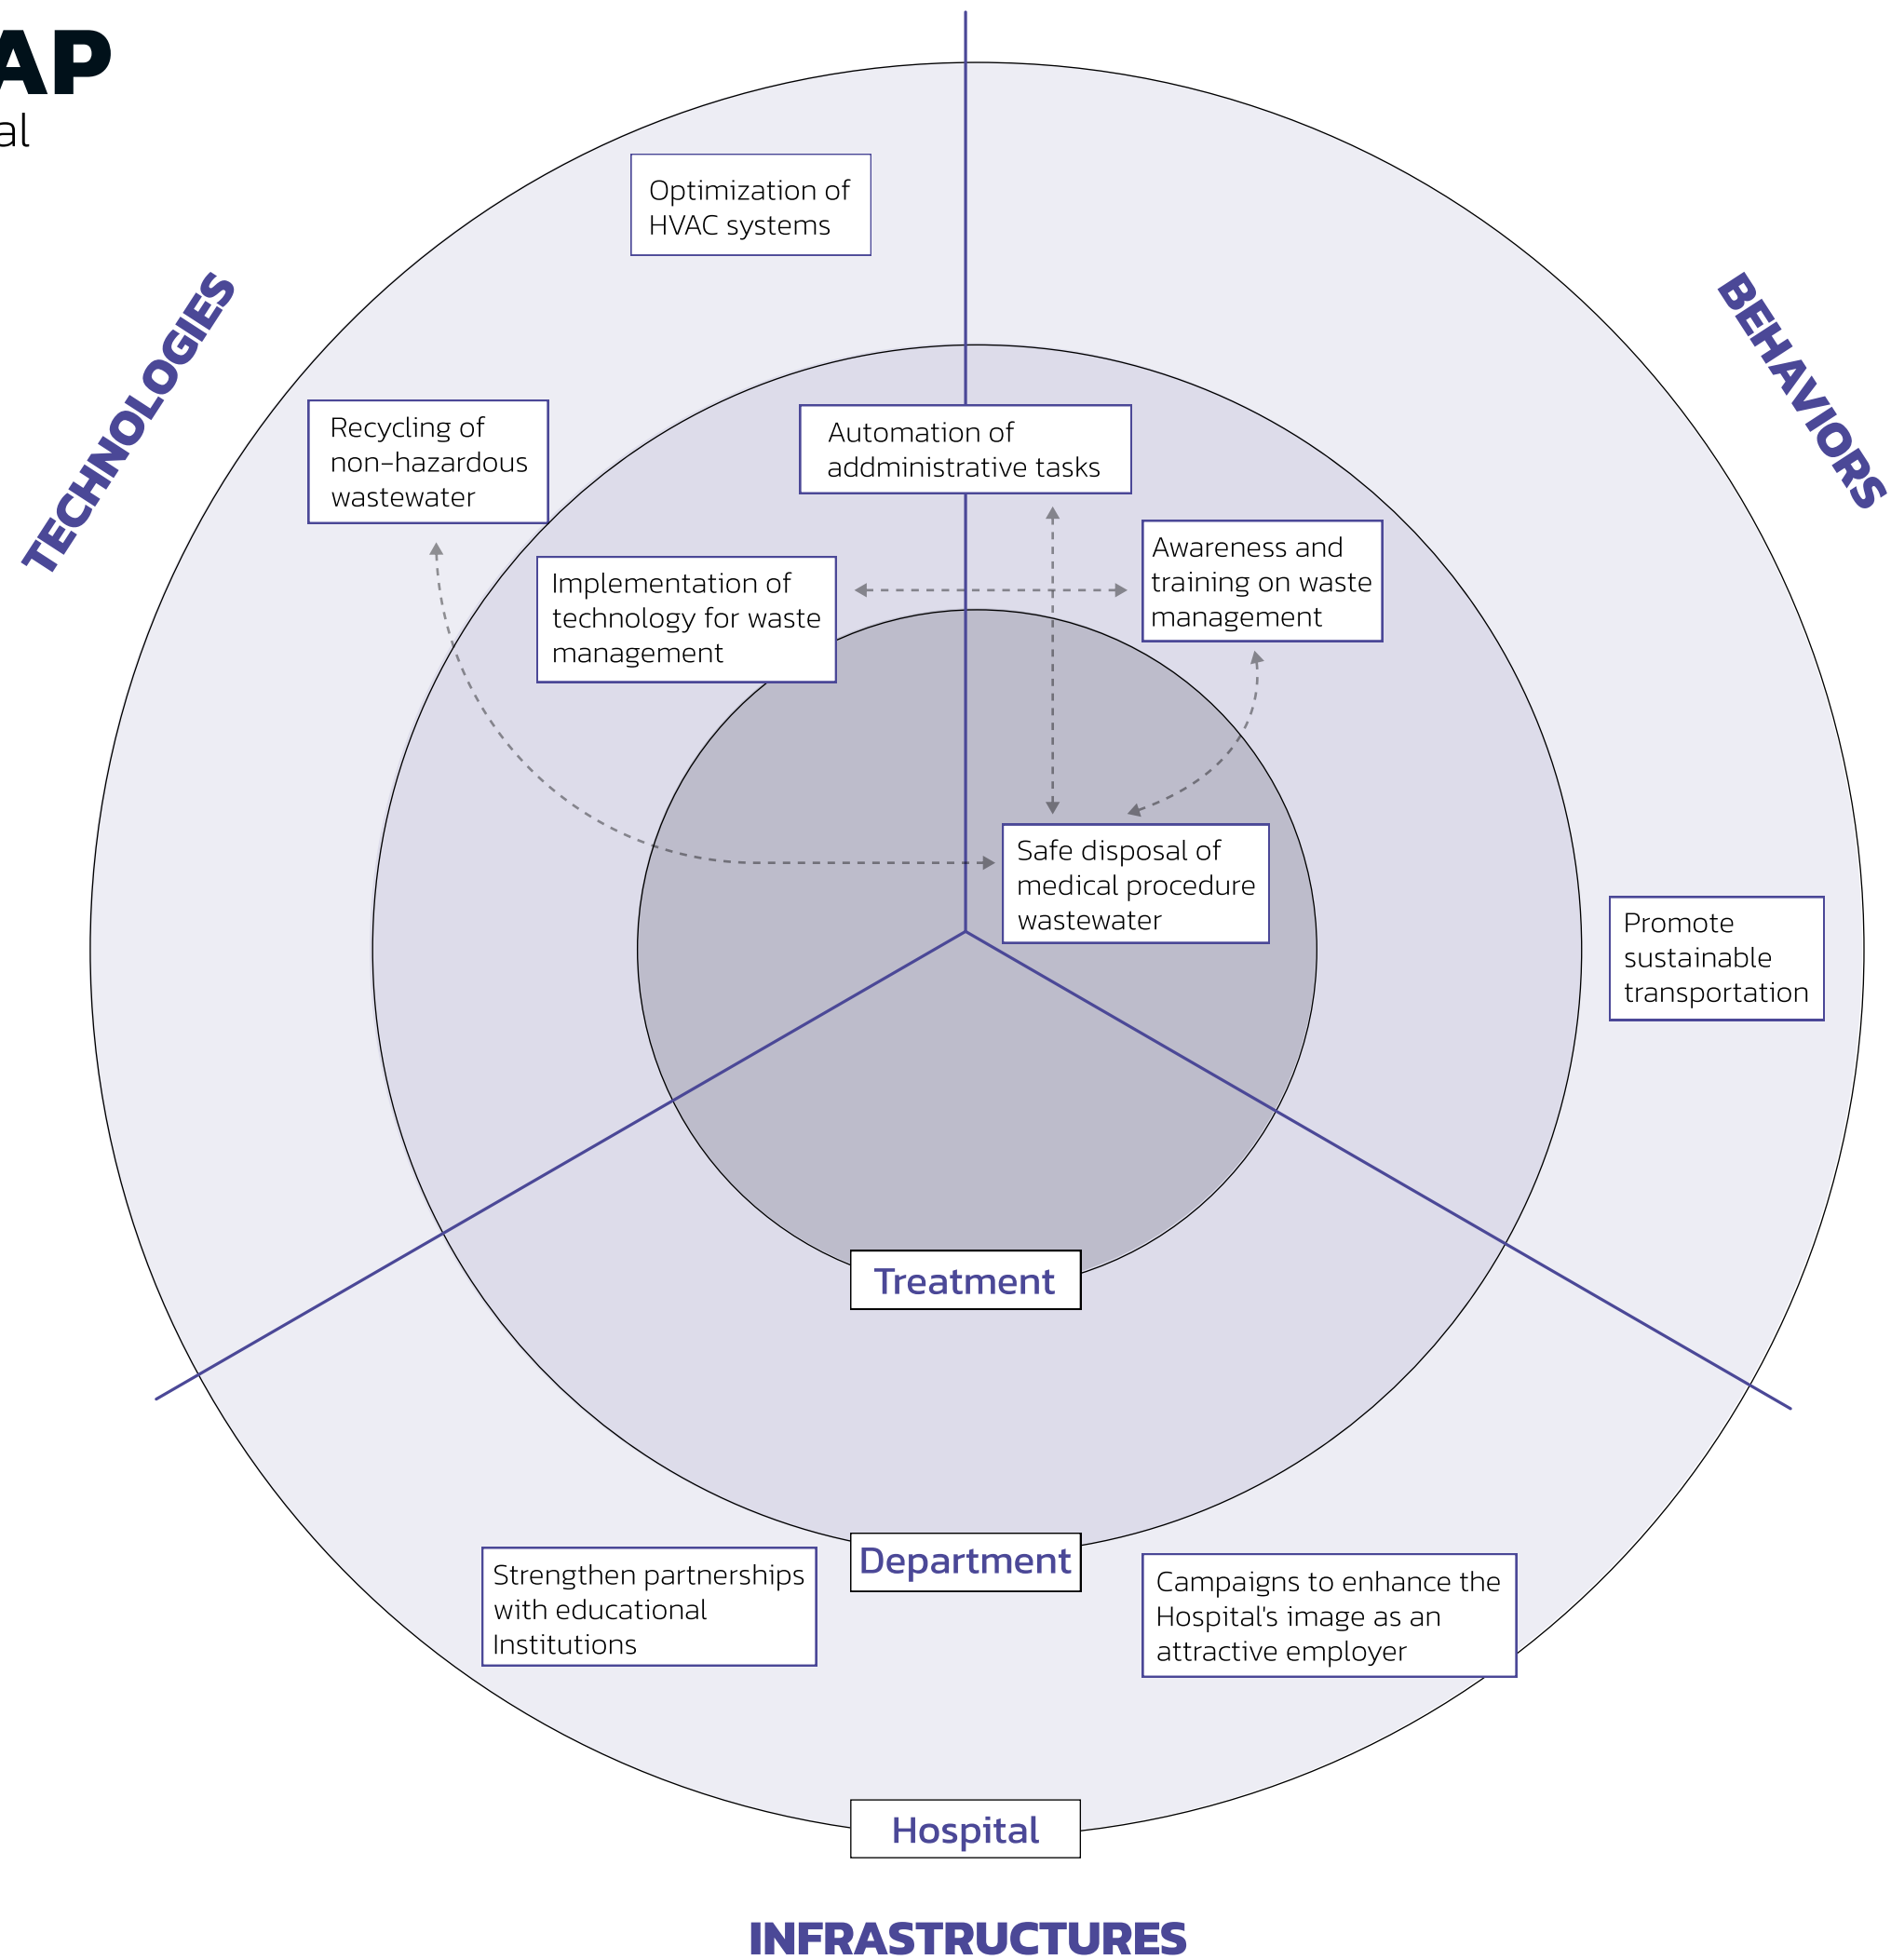 AP
al
Optimization of
HVAC systems
TECHNOLOGIES
BEHAVIORS
Recycling of
non-hazardous
wastewater
Automation of
addministrative tasks
Awareness and
training on waste
management
Implementation of
technology for waste
management
Safe disposal of
medical procedure
wastewater
Promote
sustainable
transportation
Treatment
Department
Strengthen partnerships
with educational
Institutions
Campaigns to enhance the
Hospital's image as an
attractive employer
Hospital
INFRASTRUCTURES